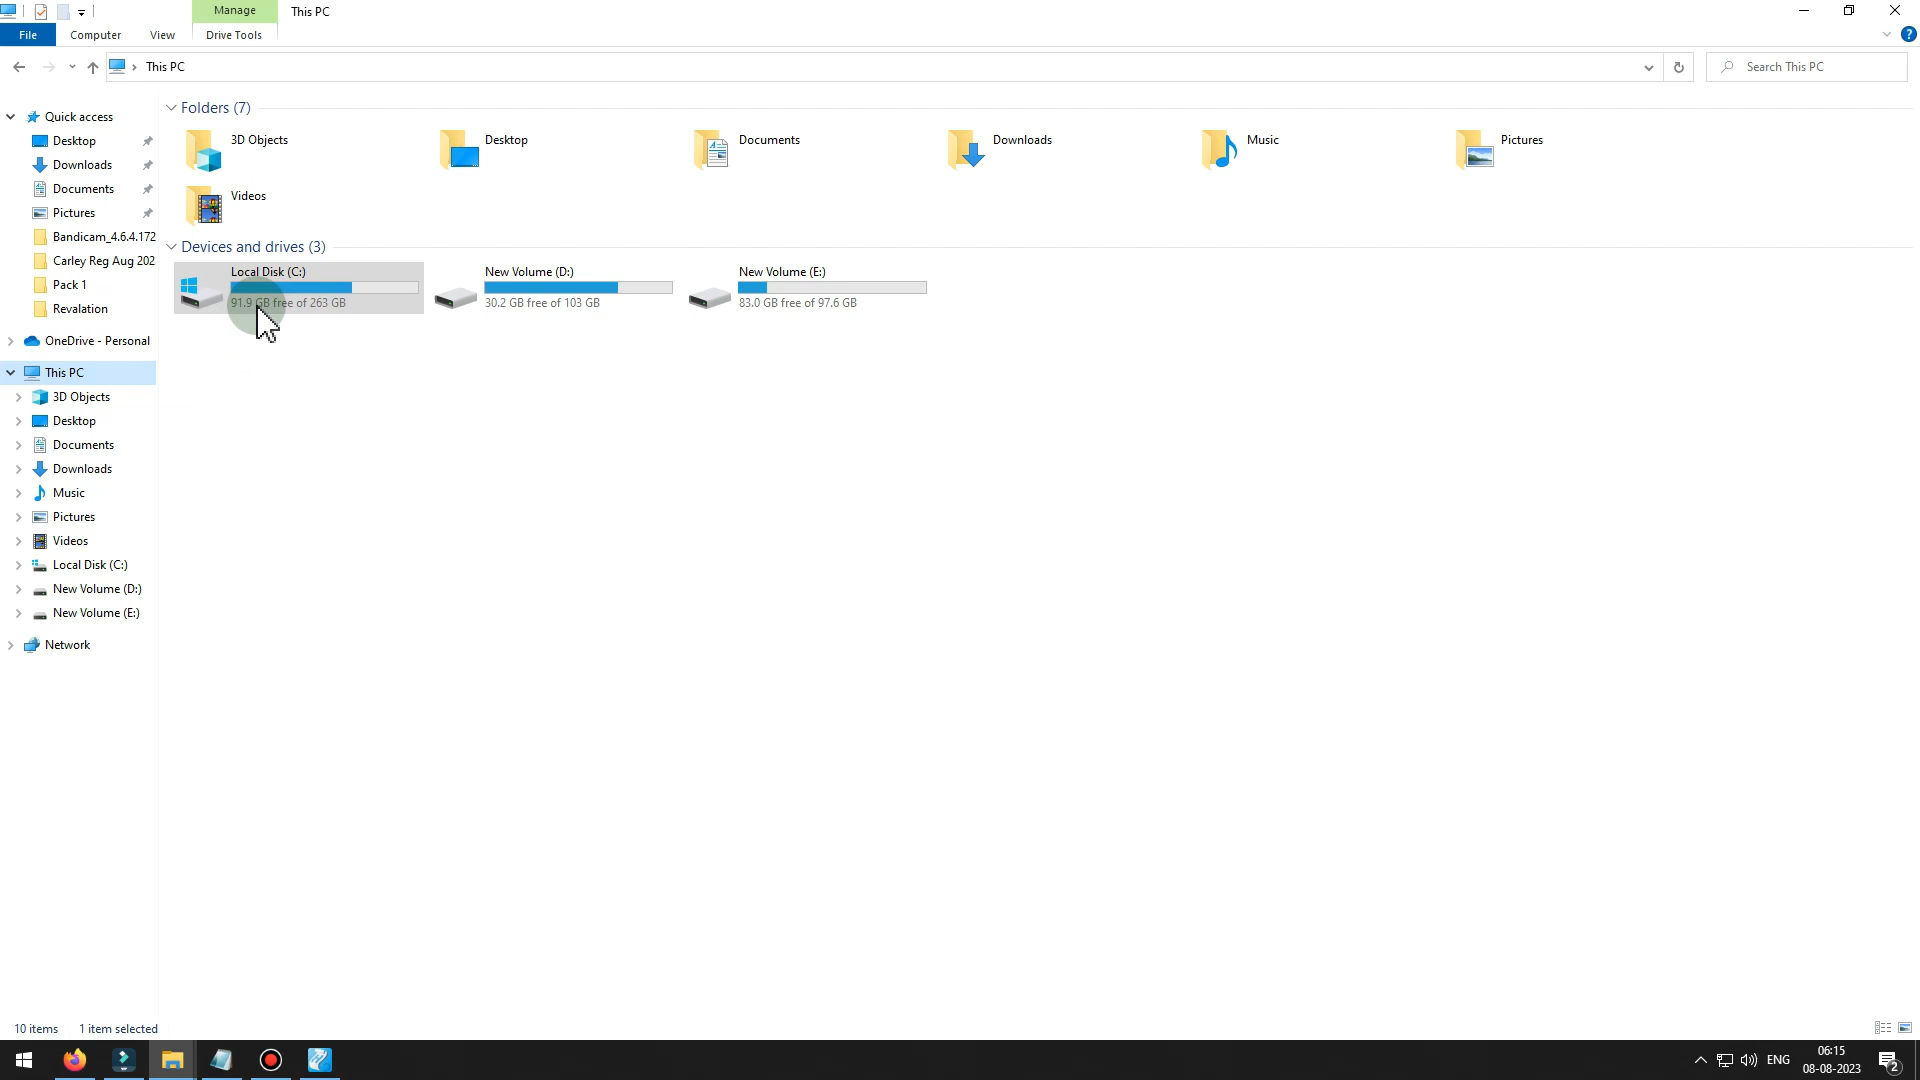 Manage
This PC
File
Computer
View
Drive Tools
This PC
Search This PC
Quick access
Desktop
Downloads
Documents
Pictures
Bandicam_4.6.4.172
Carley Reg Aug 202
Pack 1
Revalation
OneDrive - Personal
This PC
3D Objects
Desktop
Documents
Downloads
Music
Pictures
Videos
Local Disk (C:)
New Volume (D:)
New Volume (E:)
Network
Folders (7)
3D Objects
Desktop
Documents
Downloads
Music
Pictures
Videos
Devices and drives (3)
Local Disk (C:)
91.9 GB free of 263 GB
New Volume (D:)
30.2 GB free of 103 GB
New Volume (E:)
83.0 GB free of 97.6 GB
10 items
1 item selected
ENG
06:15
08-08-2023
2